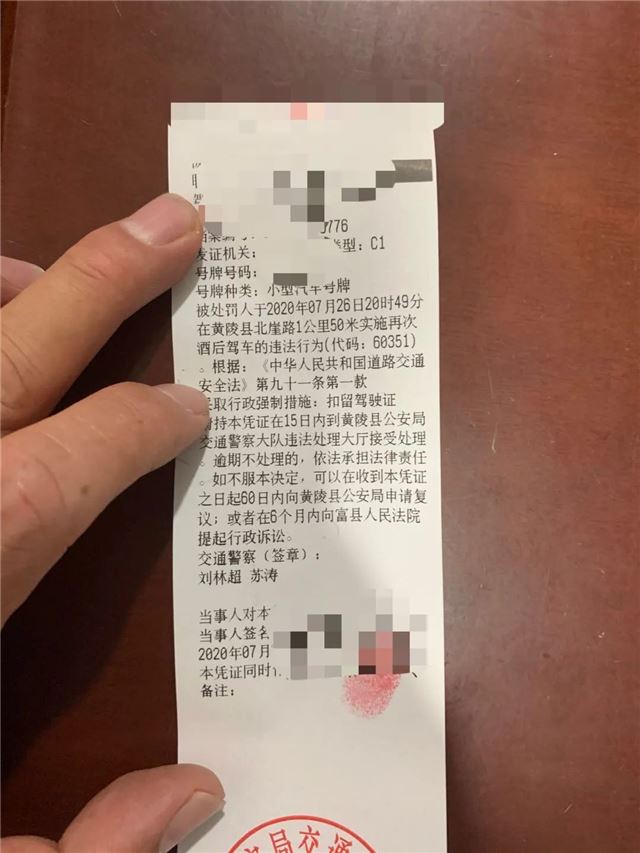 0776
类型: C1
发证机关:
号牌号码:
号牌种类: 小型汽车号牌
被处罚人于2020年07月26日20时49分
在黄陵县北崖路1公里50米实施再次
酒后驾车的违法行为(代码: 60351)
。根据: 《中华人民共和国道路交通
安全法》第九十一条第一款
取行政强制措施: 扣留驾驶证
持本凭证在15日内到黄陵县公安局
交通警察大队违法处理大厅接受处理
。逾期不处理的, 依法承担法律责任
。如不服本决定, 可以在收到本凭证
之日起60日内向黄陵县公安局申请复
议; 或者在6个月内向富县人民法院
提起行政诉讼。
交通警察 (签章) :
刘林超 苏涛
当事人对本
当事人签名
2020年07月
本凭证同时
备注:
局交通